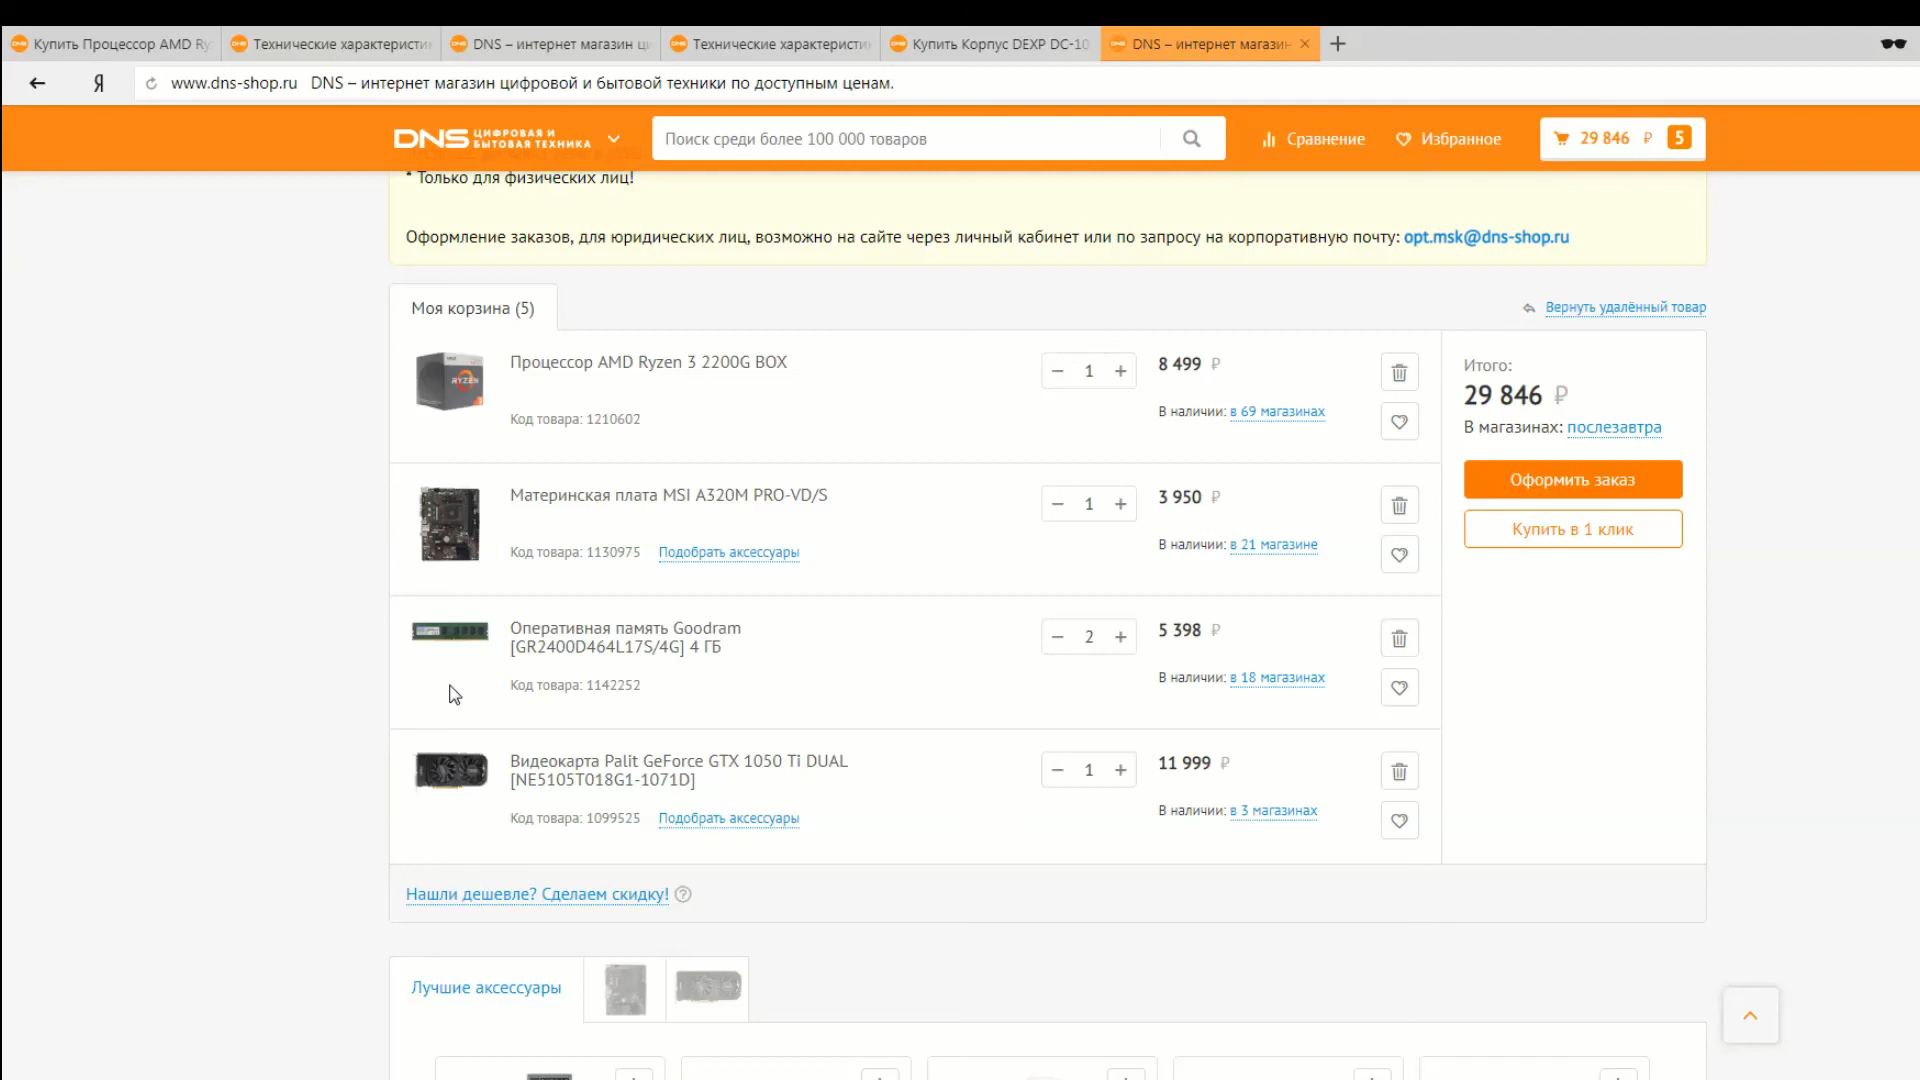 Купить Процессор AMD Ry
Технические характеристи
DNS – интернет магазин ц
Технические характеристи
Купить Корпус DEXP DC-10
DNS – интернет магазин
Я
www.dns-shop.ru DNS – интернет магазин цифровой и бытовой техники по доступным ценам.
DNS ЦИФРОВАЯ И
БЫТОВАЯ ТЕХНИКА
Поиск среди более 100 000 товаров
Сравнение
Избранное
29 846 ₽ 5
* Только для физических лиц!
Оформление заказов, для юридических лиц, возможно на сайте через личный кабинет или по запросу на корпоративную почту: opt.msk@dns-shop.ru
Моя корзина (5)
Вернуть удалённый товар
Процессор AMD Ryzen 3 2200G BOX
Код товара: 1210602
− 1 +
8 499 ₽
В наличии: в 69 магазинах
RYZEN
Материнская плата MSI A320M PRO-VD/S
Код товара: 1130975 Подобрать аксессуары
− 1 +
3 950 ₽
В наличии: в 21 магазине
Оперативная память Goodram
[GR2400D464L17S/4G] 4 ГБ
Код товара: 1142252
− 2 +
5 398 ₽
В наличии: в 18 магазинах
Видеокарта Palit GeForce GTX 1050 Ti DUAL
[NE5105T018G1-1071D]
Код товара: 1099525 Подобрать аксессуары
− 1 +
11 999 ₽
В наличии: в 3 магазинах
Итого:
29 846 ₽
В магазинах: послезавтра
Оформить заказ
Купить в 1 клик
Нашли дешевле? Сделаем скидку! ?
Лучшие аксессуары